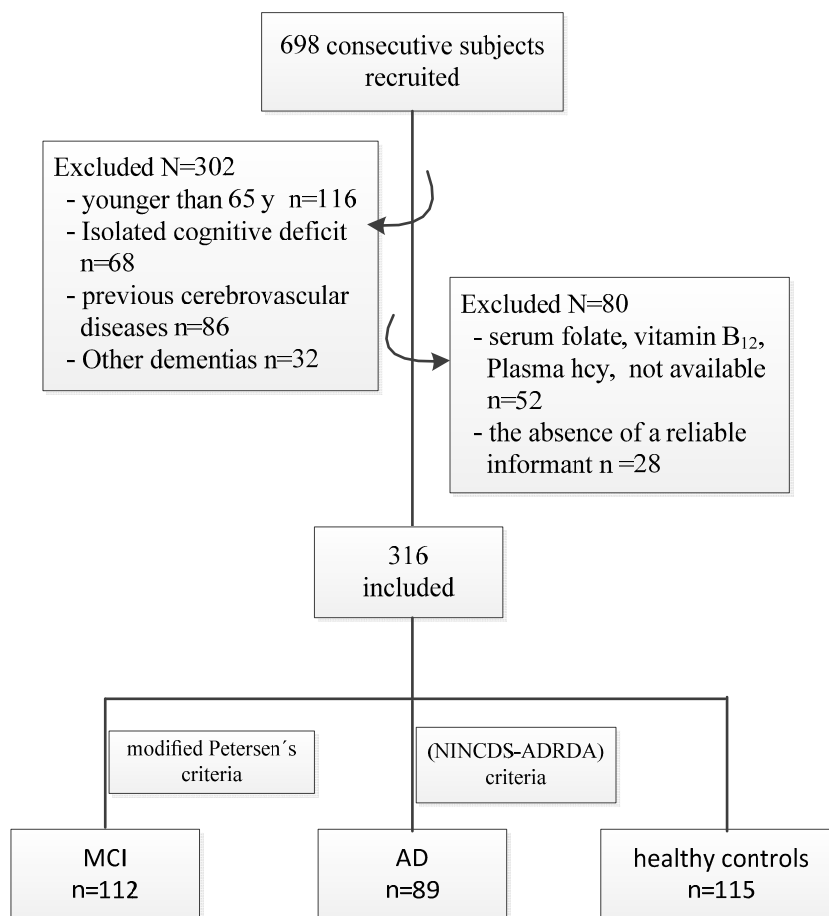 698 consecutive subjects
recruited
Excluded N=302
- younger than 65 y n=116
- Isolated cognitive deficit
n=68
- previous cerebrovascular
diseases n=86
- Other dementias n=32
Excluded N=80
- serum folate, vitamin B₁₂,
Plasma hcy, not available
n=52
- the absence of a reliable
informant n =28
316
included
modified Petersen´s
criteria
(NINCDS-ADRDA)
criteria
MCI
n=112
AD
n=89
healthy controls
n=115